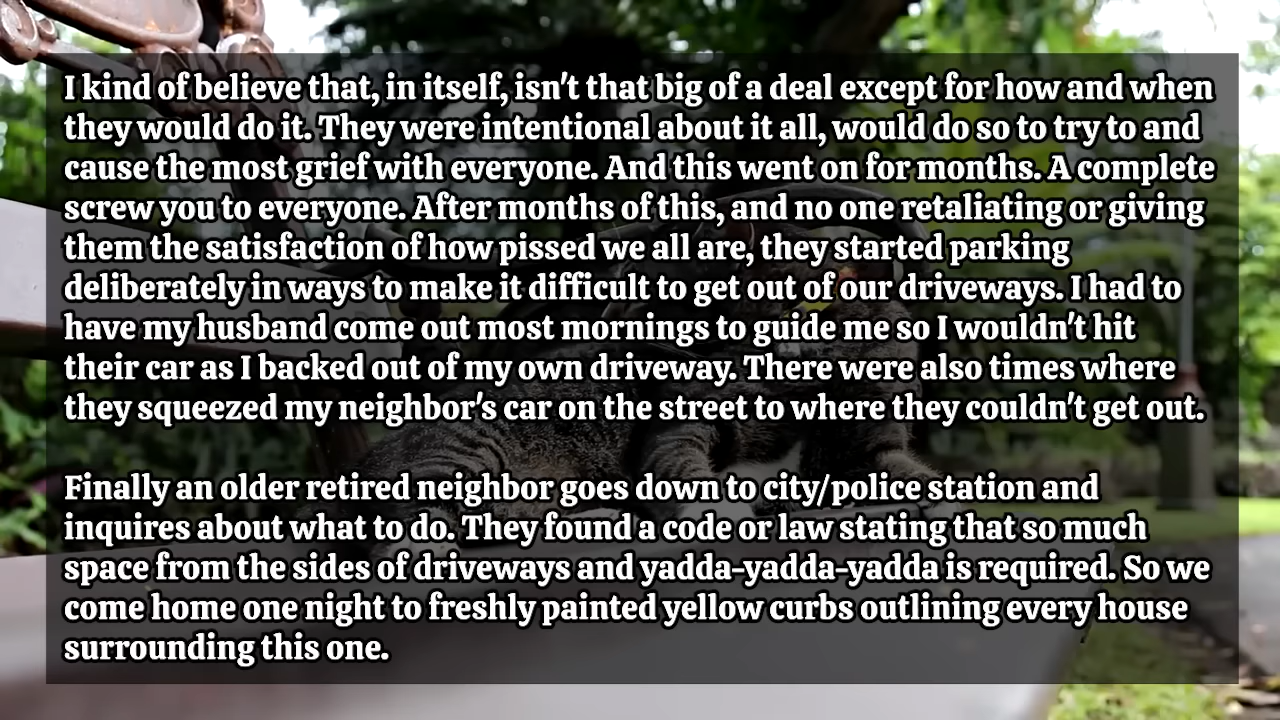 I kind of believe that, in itself, isn't that big of a deal except for how and when
they would do it. They were intentional about it all, would do so to try to and
cause the most grief with everyone. And this went on for months. A complete
screw you to everyone. After months of this, and no one retaliating or giving
them the satisfaction of how pissed we all are, they started parking
deliberately in ways to make it difficult to get out of our driveways. I had to
have my husband come out most mornings to guide me so I wouldn't hit
their car as I backed out of my own driveway. There were also times where
they squeezed my neighbor's car on the street to where they couldn't get out.
Finally an older retired neighbor goes down to city/police station and
inquires about what to do. They found a code or law stating that so much
space from the sides of driveways and yadda-yadda-yadda is required. So we
come home one night to freshly painted yellow curbs outlining every house
surrounding this one.